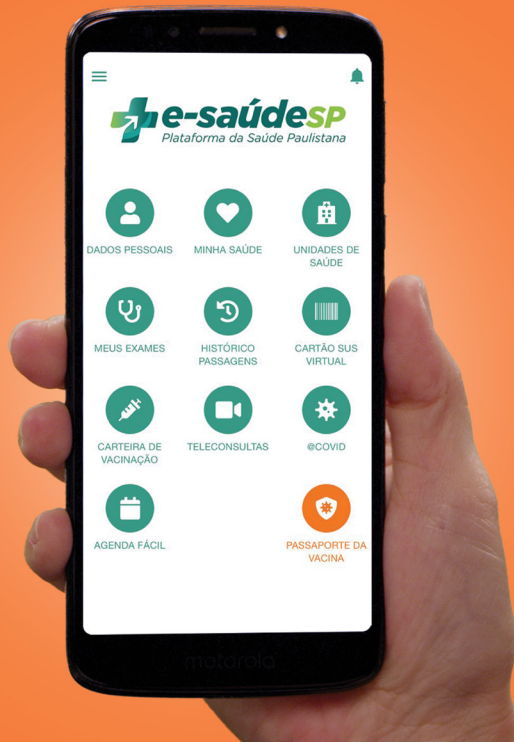 e-saúdesp
Plataforma da Saúde Paulistana
DADOS PESSOAIS
MINHA SAÚDE
UNIDADES DE
SAÚDE
MEUS EXAMES
HISTÓRICO
PASSAGENS
CARTÃO SUS
VIRTUAL
CARTEIRA DE
VACINAÇÃO
TELECONSULTAS
@COVID
AGENDA FÁCIL
PASSAPORTE DA
VACINA
motorola